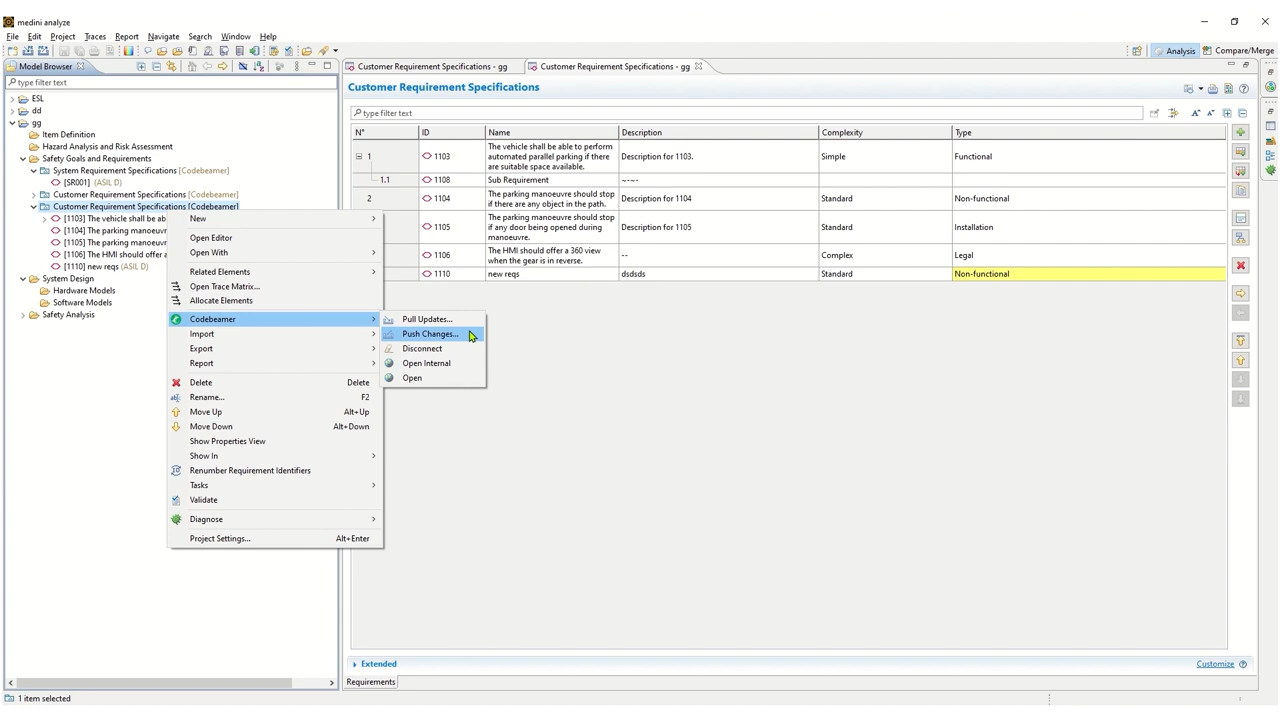 medini analyze
File Edit Project Traces Report Navigate Search Window Help
Analysis Compare/Merge
Model Browser
type filter text
ESL
dd
gg
Item Definition
Hazard Analysis and Risk Assessment
Safety Goals and Requirements
System Requirement Specifications [Codebeamer]
[SR001] (ASIL D)
Customer Requirement Specifications [Codebeamer]
Customer Requirement Specifications [Codebeamer]
[1103] The vehicle shall be ab
[1104] The parking manoeuvre
[1105] The parking manoeuvre
[1106] The HMI should offer a
[1110] new reqs (ASIL D)
System Design
Hardware Models
Software Models
Safety Analysis
New
Open Editor
Open With
Related Elements
Open Trace Matrix...
Allocate Elements
Codebeamer
Import
Export
Report
Delete Delete
Rename... F2
Move Up Alt+Up
Move Down Alt+Down
Show Properties View
Show In
Renumber Requirement Identifiers
Tasks
Validate
Diagnose
Project Settings... Alt+Enter
Pull Updates...
Push Changes...
Disconnect
Open Internal
Open
Customer Requirement Specifications - gg
Customer Requirement Specifications - gg
Customer Requirement Specifications
type filter text
N° ID Name Description Complexity Type
1 1103 The vehicle shall be able to perform
automated parallel parking if there
are suitable space available. Description for 1103. Simple Functional
1.1 1108 Sub Requirement ~-~-
2 1104 The parking manoeuvre should stop
if there are any object in the path. Description for 1104 Standard Non-functional
1105 The parking manoeuvre should stop
if any door being opened during
manoeuvre. Description for 1105 Standard Installation
1106 The HMI should offer a 360 view
when the gear is in reverse. -- Complex Legal
1110 new reqs dsdsds Standard Non-functional
Extended
Customize
Requirements
1 item selected